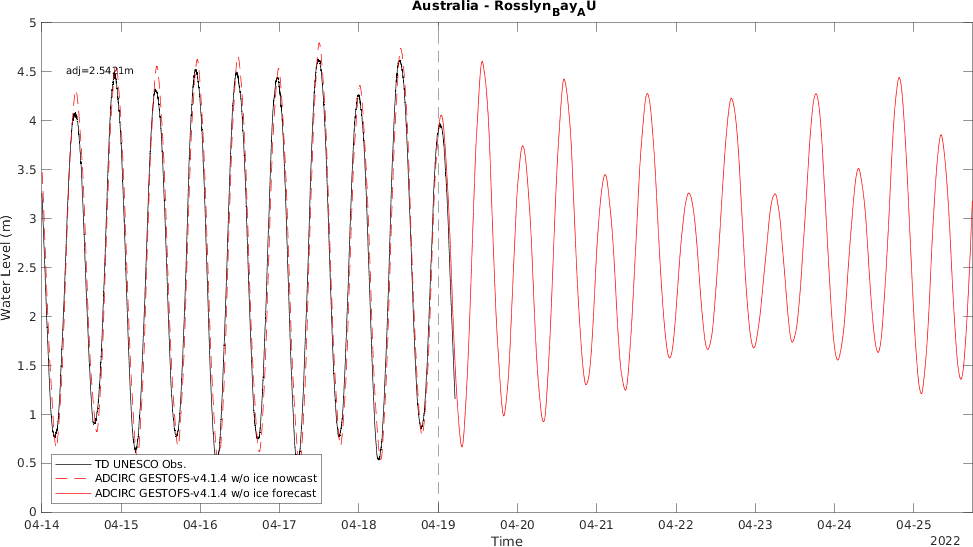 Australia - Rosslyn_Bay_AU
5
4.5
4
3.5
3
2.5
2
1.5
1
0.5
0
Water Level (m)
adj=2.5421m
TD UNESCO Obs.
ADCIRC GESTOFS-v4.1.4 w/o ice nowcast
ADCIRC GESTOFS-v4.1.4 w/o ice forecast
04-14 04-15 04-16 04-17 04-18 04-19 04-20 04-21 04-22 04-23 04-24 04-25
Time
2022